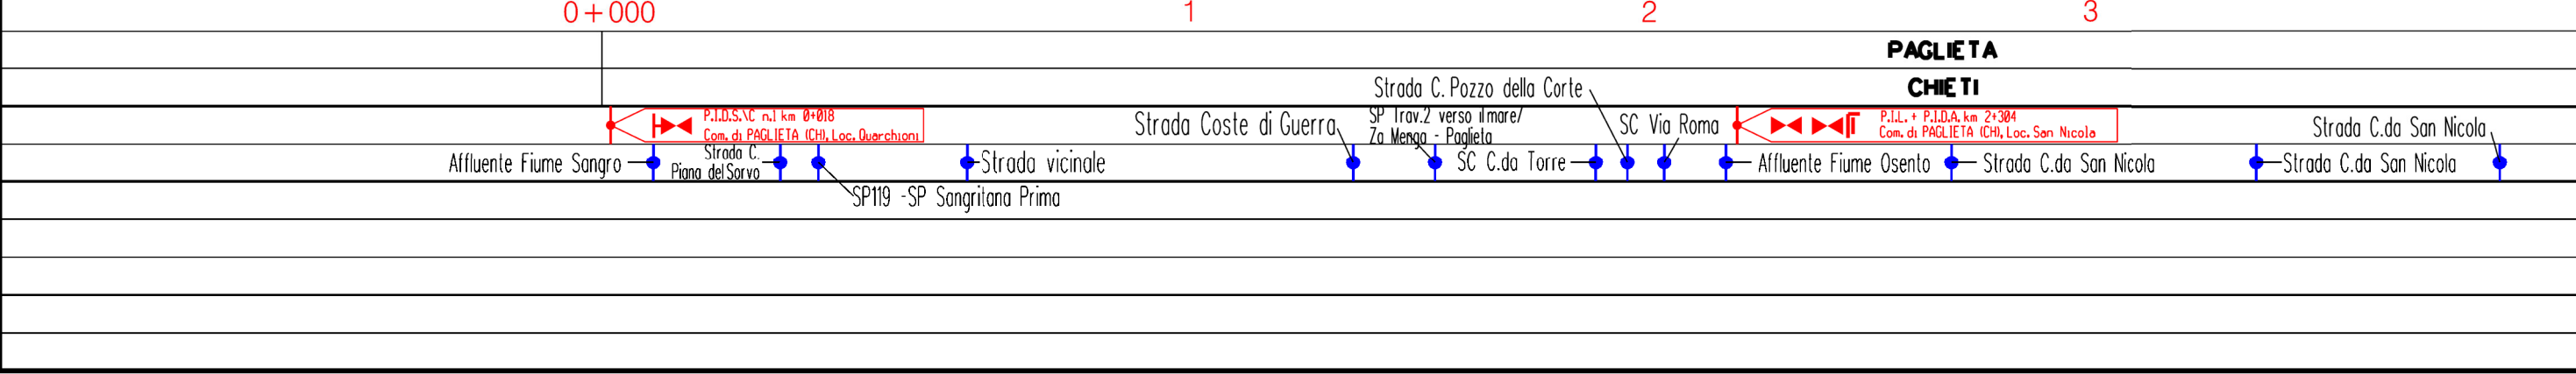 0+000 1 2 3
PAGLIETA
CHIETI
Strada C. Pozzo della Corte
P.I.D.S.\C n.1 km 0+018
Com. di PAGLIETA (CH), Loc. Quarchioni
Strada Coste di Guerra
SP Trav.2 verso il mare/
Za Menga - Paglieta
SC Via Roma
P.I.L. + P.I.D.A. km 2+304
Com. di PAGLIETA (CH), Loc. San Nicola
Strada C.da San Nicola
Affluente Fiume Sangro
Strada C.
Piana del Sorvo
Strada vicinale
SC C.da Torre
Affluente Fiume Osento
Strada C.da San Nicola
Strada C.da San Nicola
SP119 -SP Sangritana Prima